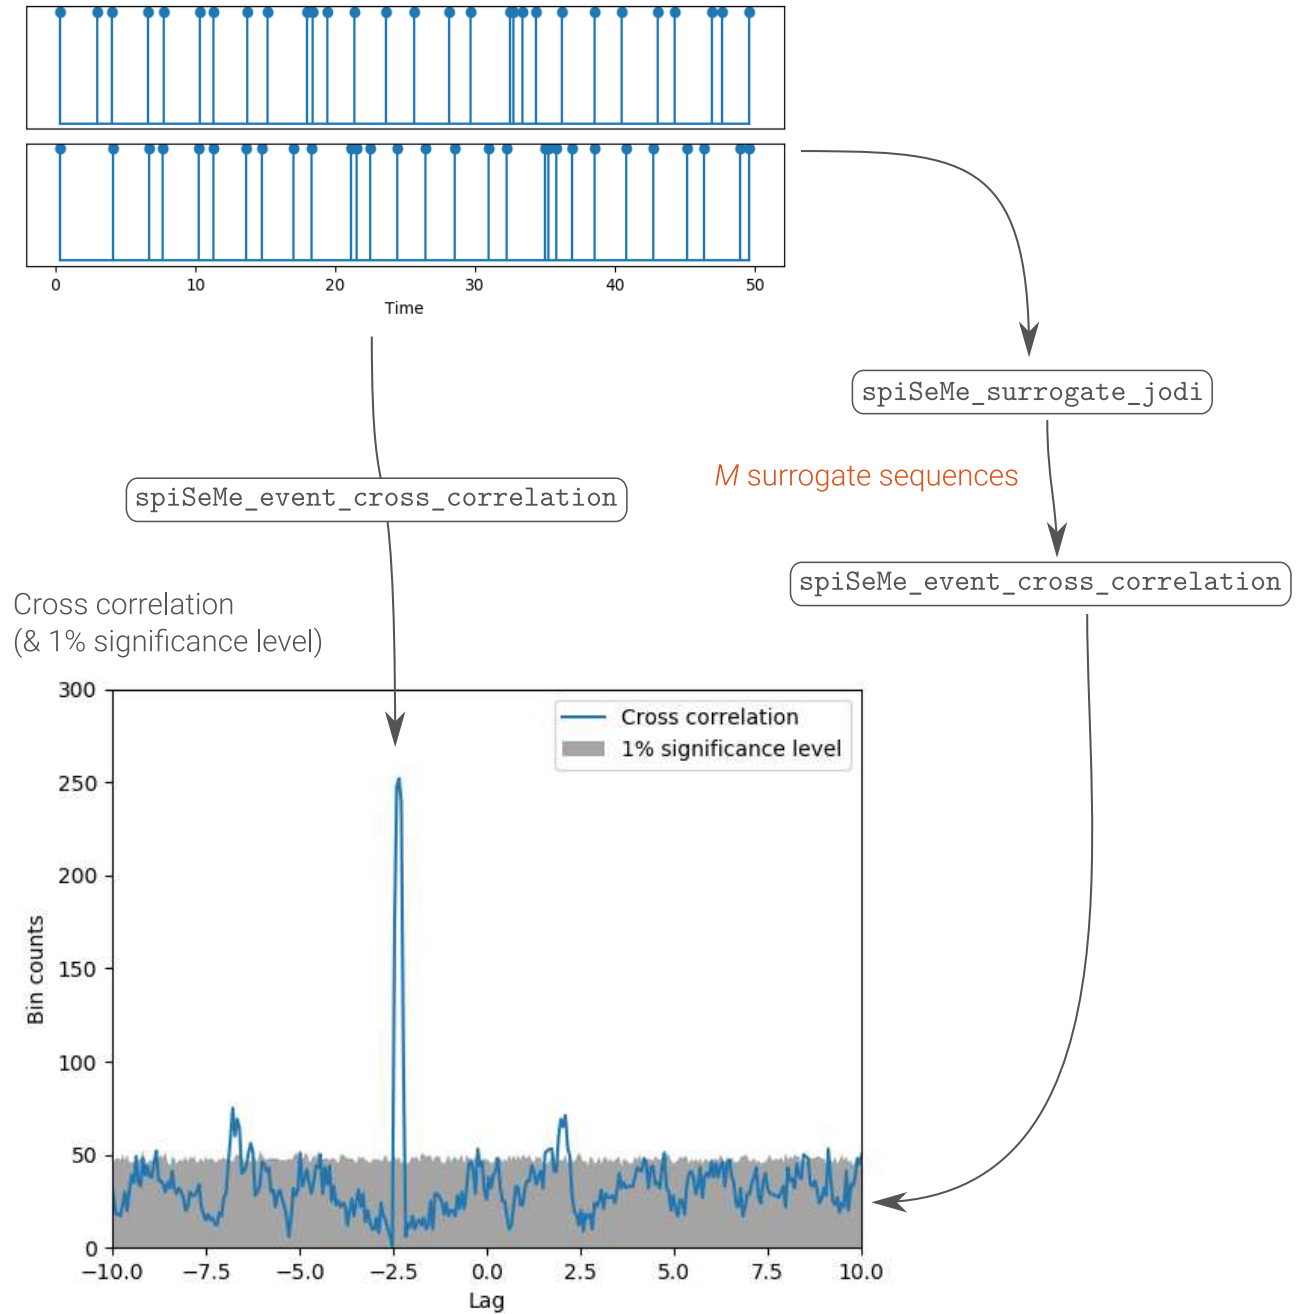 0 10 20 30 40 50
Time
spiSeMe_surrogate_jodi
M surrogate sequences
spiSeMe_event_cross_correlation
spiSeMe_event_cross_correlation
Cross correlation
(& 1% significance level)
300
250
200
150
100
50
0
Bin counts
Cross correlation
1% significance level
−10.0 −7.5 −5.0 −2.5 0.0 2.5 5.0 7.5 10.0
Lag